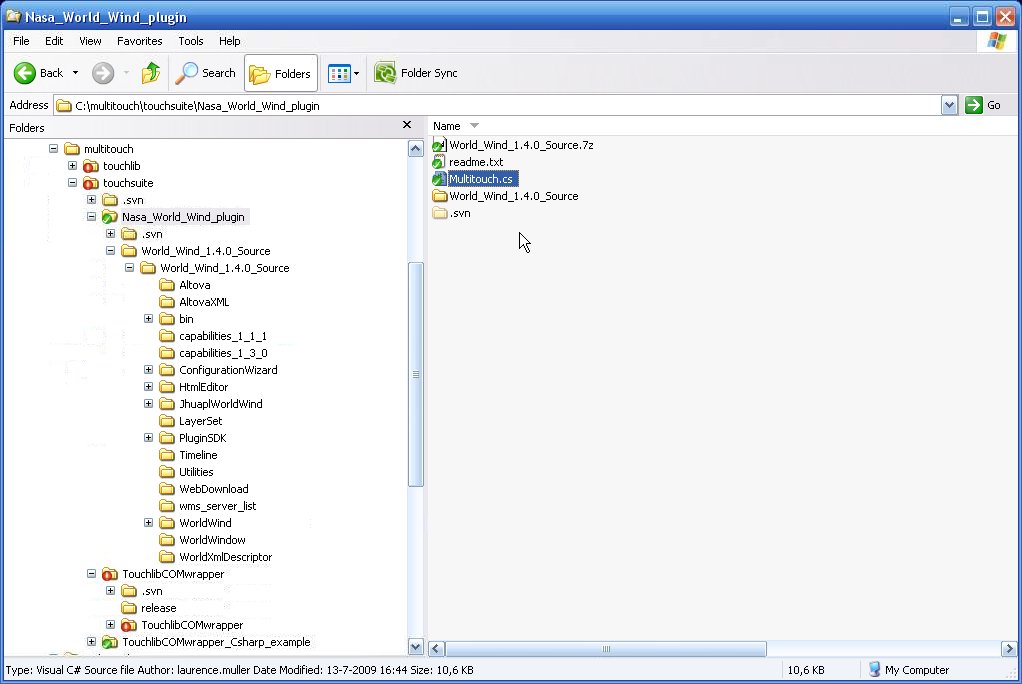 Nasa_World_Wind_plugin
File Edit View Favorites Tools Help
Back Search Folders Folder Sync
Address C:\multitouch\touchsuite\Nasa_World_Wind_plugin Go
Folders
multitouch
touchlib
touchsuite
.svn
Nasa_World_Wind_plugin
.svn
World_Wind_1.4.0_Source
World_Wind_1.4.0_Source
Altova
AltovaXML
bin
capabilities_1_1_1
capabilities_1_3_0
ConfigurationWizard
HtmlEditor
JhuaplWorldWind
LayerSet
PluginSDK
Timeline
Utilities
WebDownload
wms_server_list
WorldWind
WorldWindow
WorldXmlDescriptor
TouchlibCOMwrapper
.svn
release
TouchlibCOMwrapper
TouchlibCOMwrapper_Csharp_example
Name
World_Wind_1.4.0_Source.7z
readme.txt
Multitouch.cs
World_Wind_1.4.0_Source
.svn
Type: Visual C# Source file Author: laurence.muller Date Modified: 13-7-2009 16:44 Size: 10,6 KB 10,6 KB My Computer